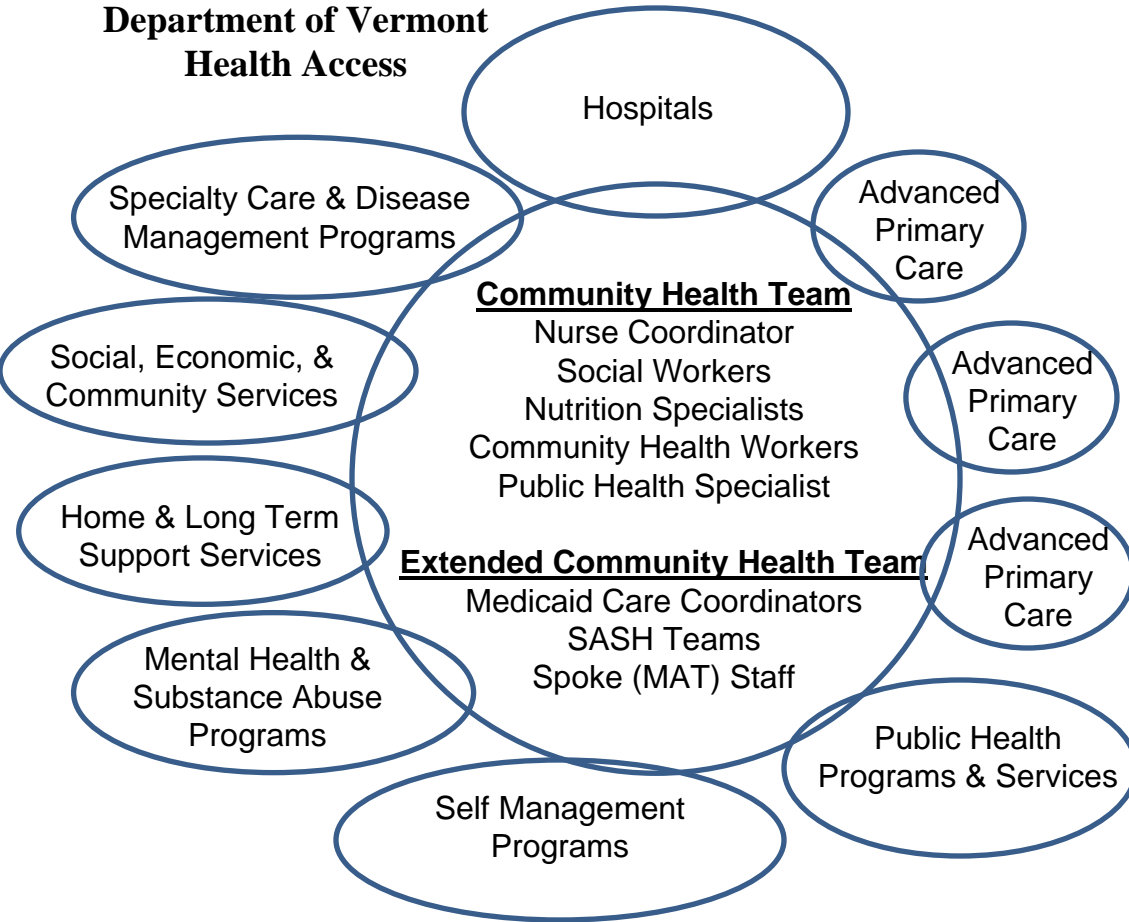 Department of Vermont
Health Access
Hospitals
Specialty Care & Disease
Management Programs
Advanced
Primary
Care
Community Health Team
Nurse Coordinator
Social Workers
Nutrition Specialists
Community Health Workers
Public Health Specialist
Social, Economic, &
Community Services
Advanced
Primary
Care
Home & Long Term
Support Services
Extended Community Health Team
Medicaid Care Coordinators
SASH Teams
Spoke (MAT) Staff
Advanced
Primary
Care
Mental Health &
Substance Abuse
Programs
Public Health
Programs & Services
Self Management
Programs